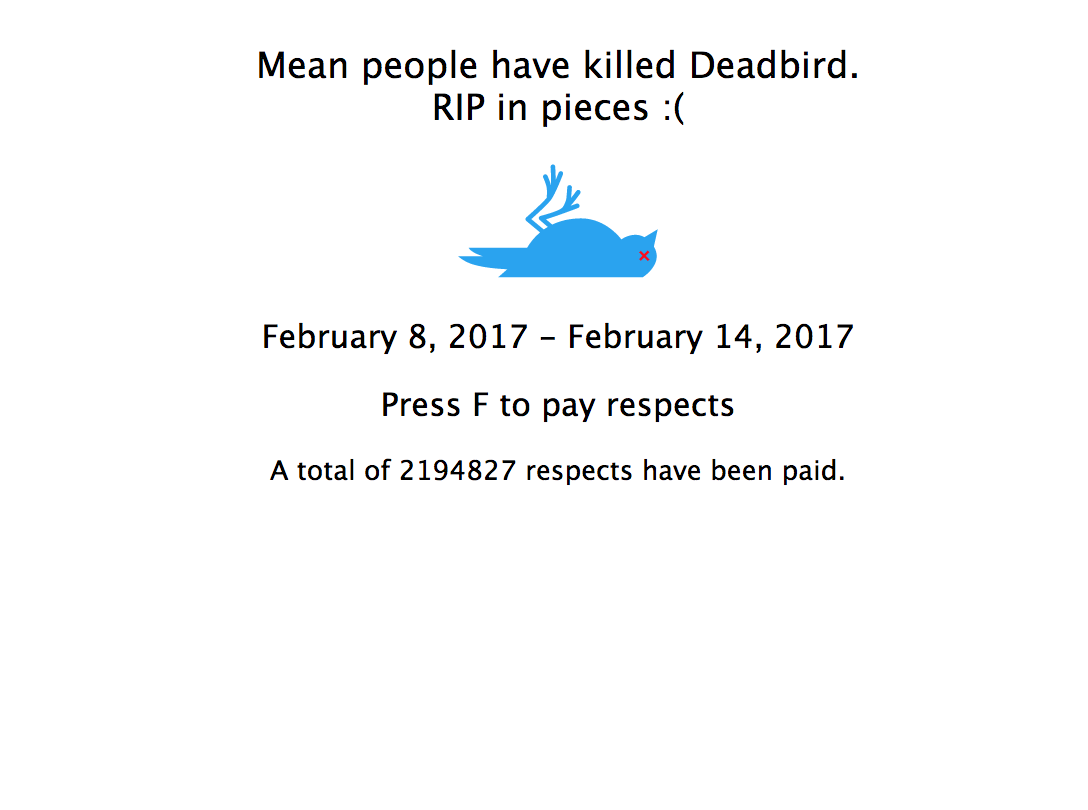 Mean people have killed Deadbird.
RIP in pieces :(
February 8, 2017 – February 14, 2017
Press F to pay respects
A total of 2194827 respects have been paid.